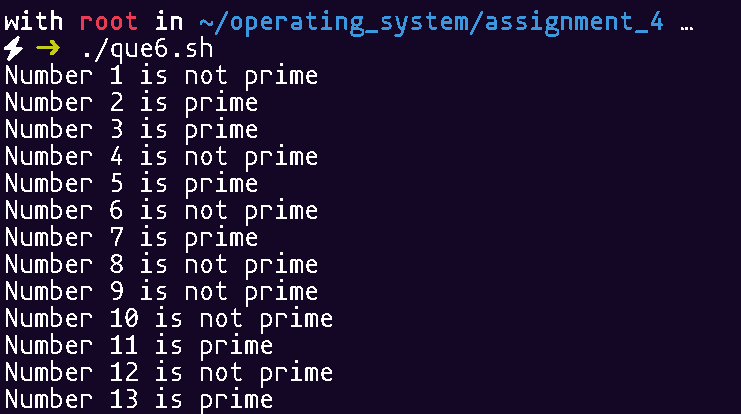 with root in ~/operating_system/assignment_4 …
⚡ ➜ ./que6.sh
Number 1 is not prime
Number 2 is prime
Number 3 is prime
Number 4 is not prime
Number 5 is prime
Number 6 is not prime
Number 7 is prime
Number 8 is not prime
Number 9 is not prime
Number 10 is not prime
Number 11 is prime
Number 12 is not prime
Number 13 is prime